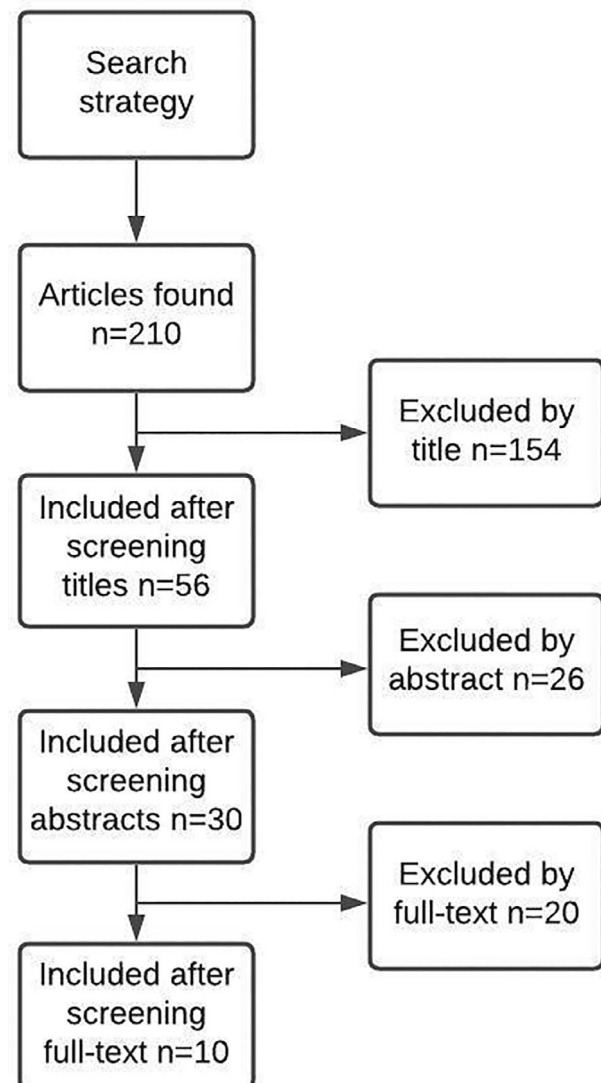 Search
strategy
Articles found
n=210
Excluded by
title n=154
Included after
screening
titles n=56
Excluded by
abstract n=26
Included after
screening
abstracts n=30
Excluded by
full-text n=20
Included after
screening
full-text n=10